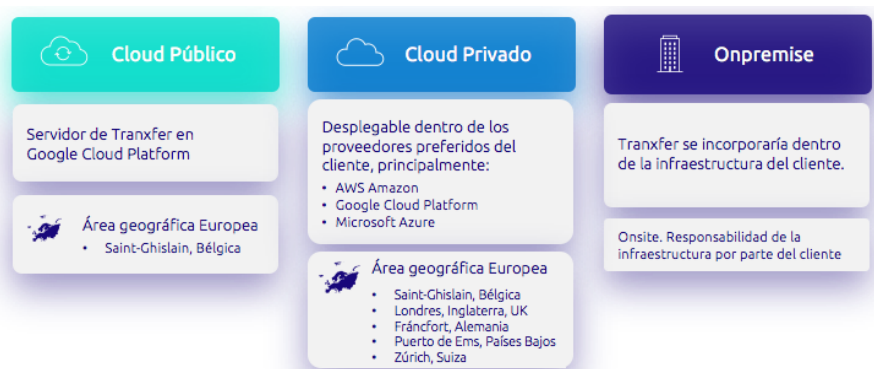 Cloud Público
Servidor de Tranxfer en
Google Cloud Platform
Área geográfica Europea
• Saint-Ghislain, Bélgica
Cloud Privado
Desplegable dentro de los
proveedores preferidos del
cliente, principalmente:
• AWS Amazon
• Google Cloud Platform
• Microsoft Azure
Área geográfica Europea
• Saint-Ghislain, Bélgica
• Londres, Inglaterra, UK
• Fráncfort, Alemania
• Puerto de Ems, Países Bajos
• Zúrich, Suiza
Onpremise
Tranxfer se incorporaría dentro
de la infraestructura del cliente.
Onsite. Responsabilidad de la
infraestructura por parte del cliente